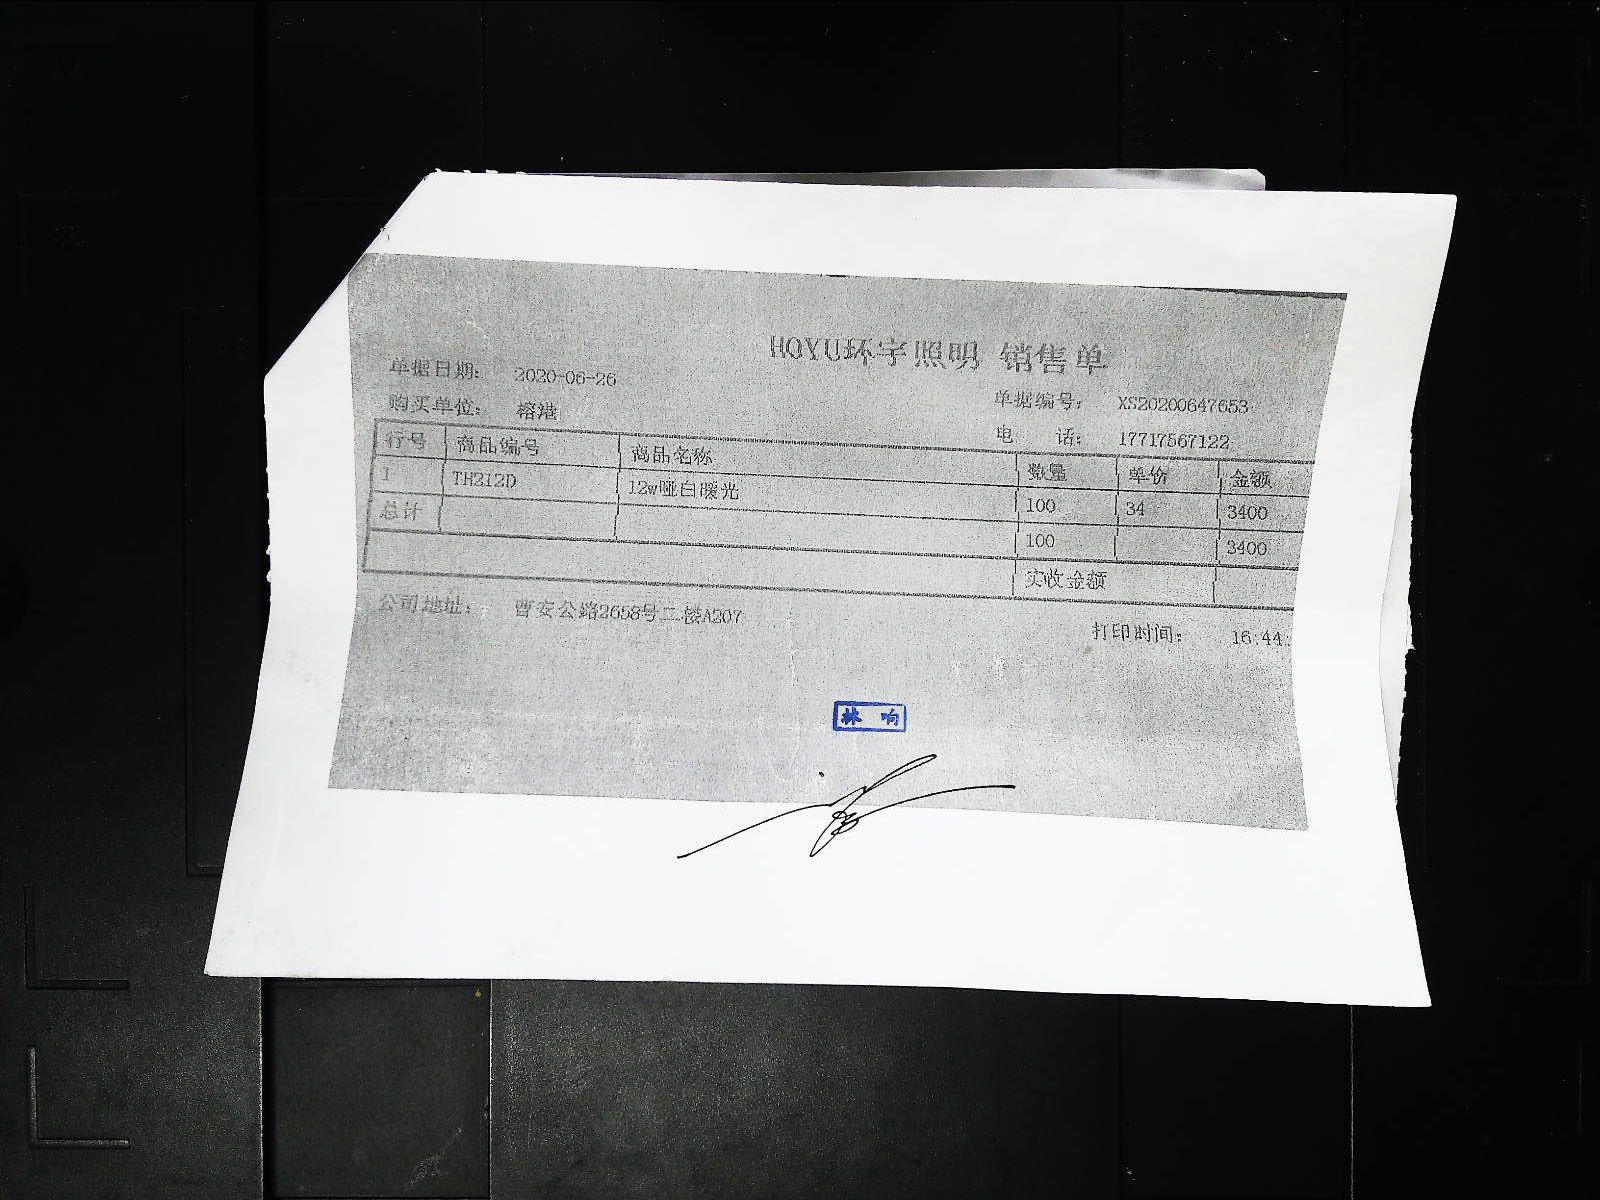 HOYU环宇照明 销售单
单据日期: 2020-06-26 单据编号: XS20200647653
购买单位: 榕港 电 话: 17717567122
行号 商品编号 商品名称 数量 单价 金额
1 TH212D 12w哑白暖光 100 34 3400
总计 100 3400
实收金额
公司地址: 曹安公路2658号二楼A207 打印时间: 16:44:
林 响